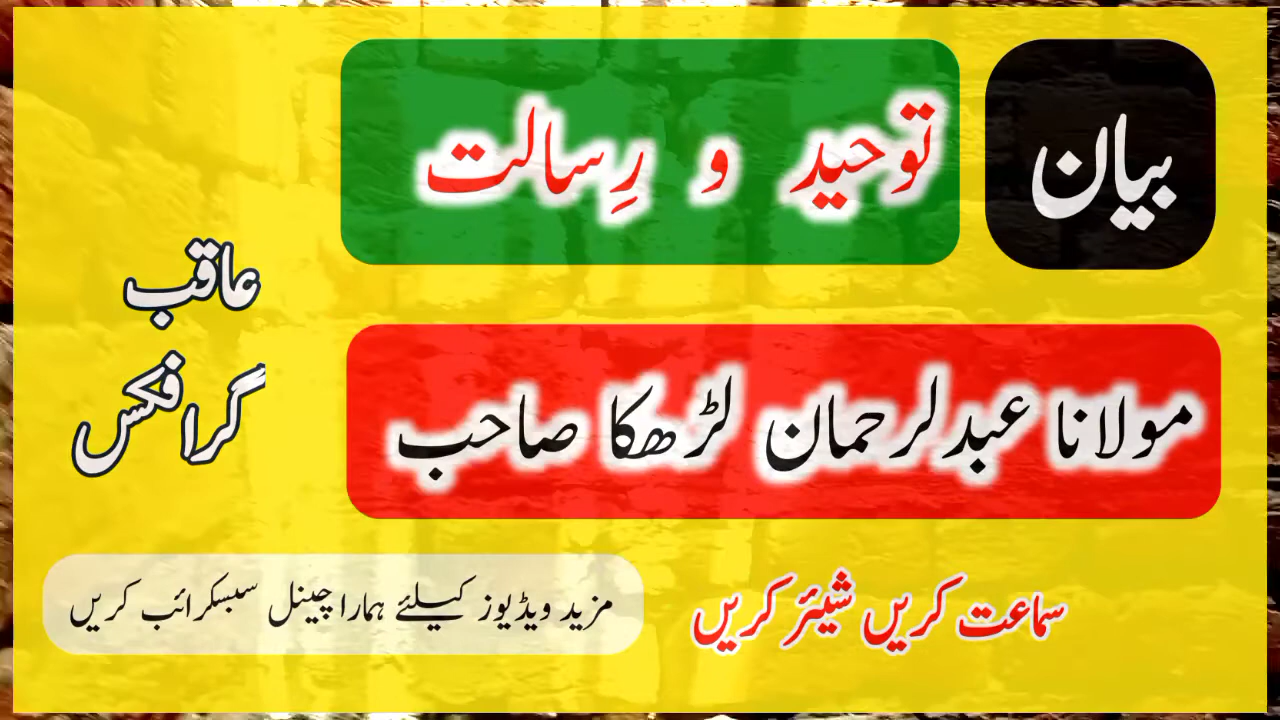 بیان
توحید و رِسالت
عاقب
گرافکس
مولانا عبدلرحمان لڑھکا صاحب
سماعت کریں شیئر کریں
مزید ویڈیوز کیلئے ہمارا چینل سبسکرائب کریں